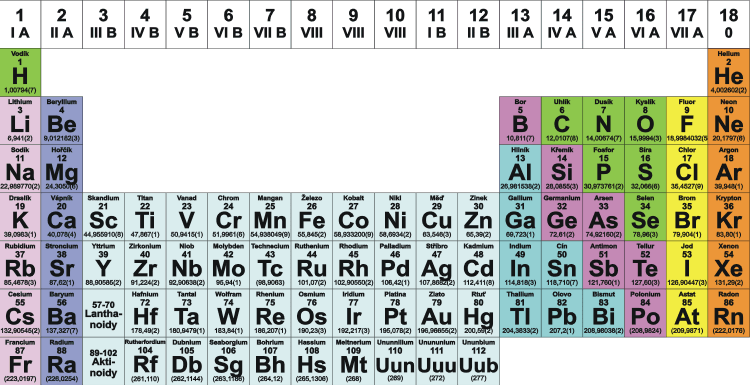 1 2 3 4 5 6 7 8 9 10 11 12 13 14 15 16 17 18
I A II A III B IV B V B VI B VII B VIII VIII VIII I B II B III A IV A V A VI A VII A 0
Vodík Helium
1 2
H He
1,00794(7) 4,002602(2)
Lithium Beryllium Bor Uhlík Dusík Kyslík Fluor Neon
3 4 5 6 7 8 9 10
Li Be B C N O F Ne
6,941(2) 9,012182(3) 10,811(7) 12,0107(8) 14,00674(7) 15,9994(3) 18,9984032(5) 20,1797(6)
Sodík Hořčík Hliník Křemík Fosfor Síra Chlor Argon
11 12 13 14 15 16 17 18
Na Mg Al Si P S Cl Ar
22,989770(2) 24,3050(6) 26,981538(2) 28,0855(3) 30,973761(2) 32,066(6) 35,4527(9) 39,948(1)
Draslík Vápník Skandium Titan Vanad Chrom Mangan Železo Kobalt Nikl Měď Zinek Gallium Germanium Arsen Selen Brom Krypton
19 20 21 22 23 24 25 26 27 28 29 30 31 32 33 34 35 36
K Ca Sc Ti V Cr Mn Fe Co Ni Cu Zn Ga Ge As Se Br Kr
39,0983(1) 40,078(4) 44,955910(8) 47,867(1) 50,9415(1) 51,9961(6) 54,938049(9) 55,845(2) 58,933200(9) 58,6934(2) 63,546(3) 65,39(2) 69,723(1) 72,61(2) 74,92160(2) 78,96(3) 79,904(1) 83,80(1)
Rubidium Stroncium Yttrium Zirkonium Niob Molybden Technecium Ruthenium Rhodium Palladium Stříbro Kadmium Indium Cín Antimon Tellur Jod Xenon
37 38 39 40 41 42 43 44 45 46 47 48 49 50 51 52 53 54
Rb Sr Y Zr Nb Mo Tc Ru Rh Pd Ag Cd In Sn Sb Te I Xe
85,4678(3) 87,62(1) 88,90585(2) 91,224(2) 92,90638(2) 95,94(1) 98,9063 101,07(2) 102,90550(2) 106,42(1) 107,8682(2) 112,411(8) 114,818(3) 118,710(7) 121,760(1) 127,60(3) 126,90447(3) 131,29(2)
Cesium Baryum 57-70 Hafnium Tantal Wolfram Rhenium Osmium Iridium Platina Zlato Rtuť Thallium Olovo Bismut Polonium Astat Radon
55 56 Lantha- 72 73 74 75 76 77 78 79 80 81 82 83 84 85 86
Cs Ba noidy Hf Ta W Re Os Ir Pt Au Hg Tl Pb Bi Po At Rn
132,90545(2) 137,327(7) 178,49(2) 180,9479(1) 183,84(1) 186,207(1) 190,23(3) 192,217(3) 195,078(2) 196,96655(2) 200,59(2) 204,3833(2) 207,2(1) 208,98038(2) 208,9824 209,9871 222,0176
Francium Radium 89-102 Rutherfordium Dubnium Seaborgium Bohrium Hassium Meitnerium Ununnilium Unununium Ununbium
87 88 Akti- 104 105 106 107 108 109 110 111 112
Fr Ra noidy Rf Db Sg Bh Hs Mt Uun Uuu Uub
223,0197 226,0254 261,110 262,1144 263,1186 264,12 265,1306 (268) (269) (272) (277)